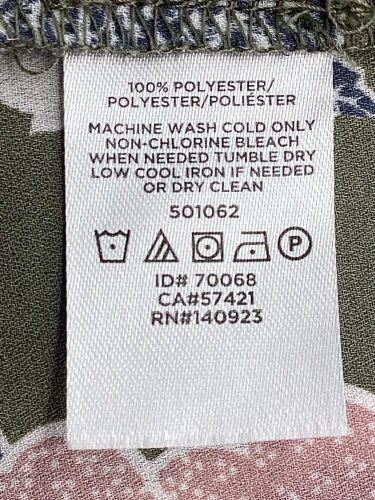 100% POLYESTER/
POLYESTER/POLIÉSTER
MACHINE WASH COLD ONLY
NON-CHLORINE BLEACH
WHEN NEEDED TUMBLE DRY
LOW COOL IRON IF NEEDED
OR DRY CLEAN
501062
P
ID# 70068
CA#57421
RN#140923